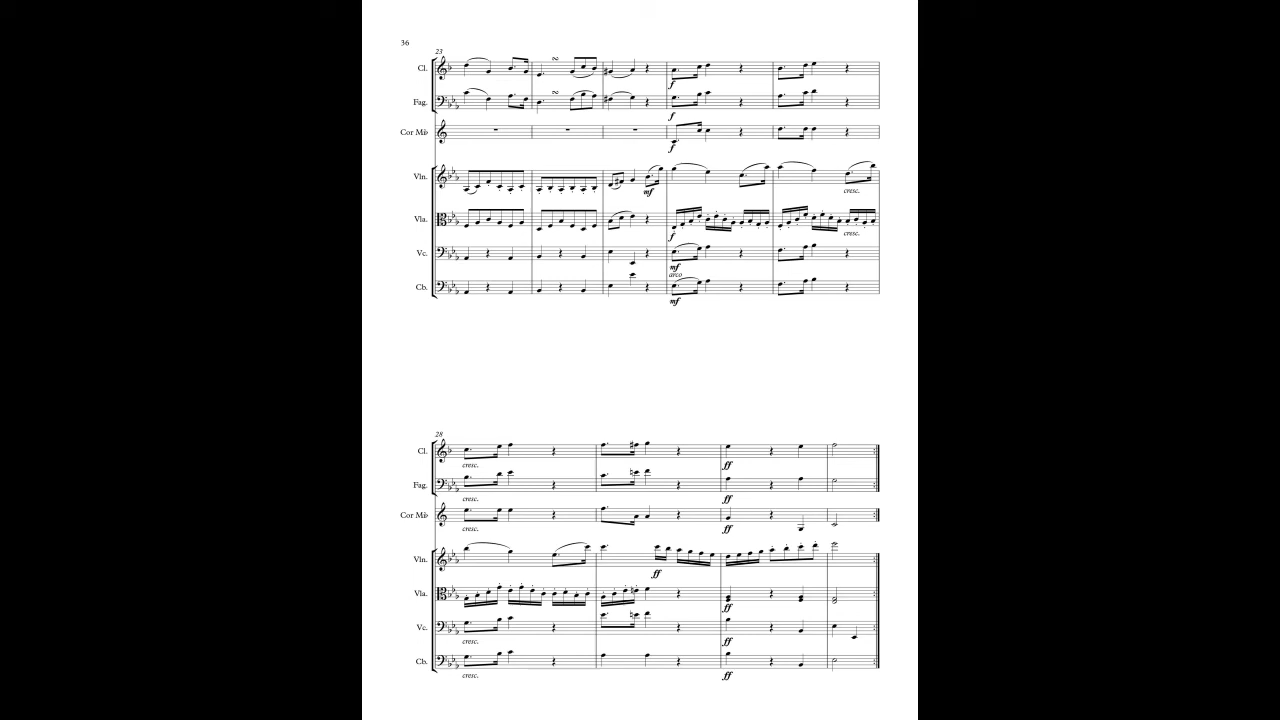 36
23
Cl.
f
Fag.
f
Cor Mi♭
f
Vln.
mf
cresc.
Vla.
f
cresc.
Vc.
mf
arco
Cb.
mf
28
Cl.
cresc.
ff
Fag.
cresc.
ff
Cor Mi♭
cresc.
ff
Vln.
ff
Vla.
ff
Vc.
cresc.
ff
Cb.
cresc.
ff